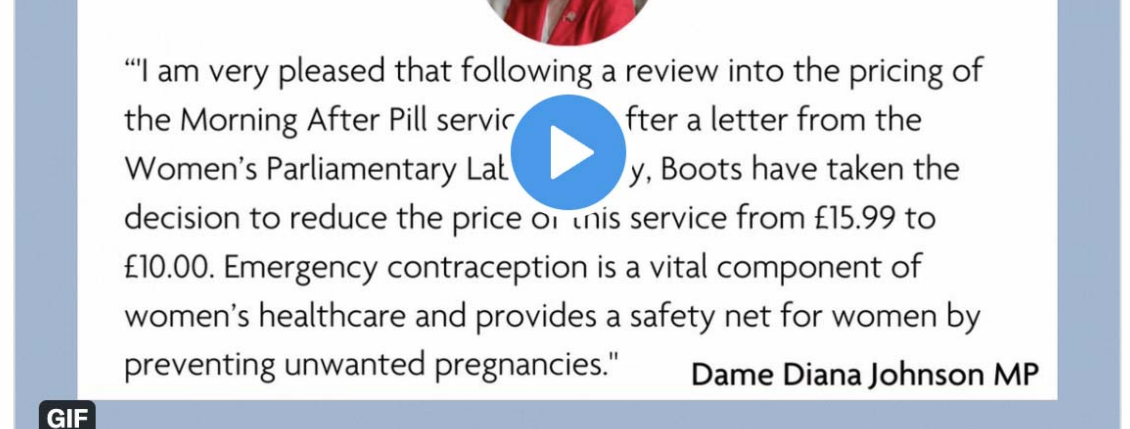 “"I am very pleased that following a review into the pricing of
the Morning After Pill after a letter from the
Women’s Parliamentary Boots have taken the
decision to reduce the price of this service from £15.99 to
£10.00. Emergency contraception is a vital component of
women’s healthcare and provides a safety net for women by
preventing unwanted pregnancies."
Dame Diana Johnson MP
GIF